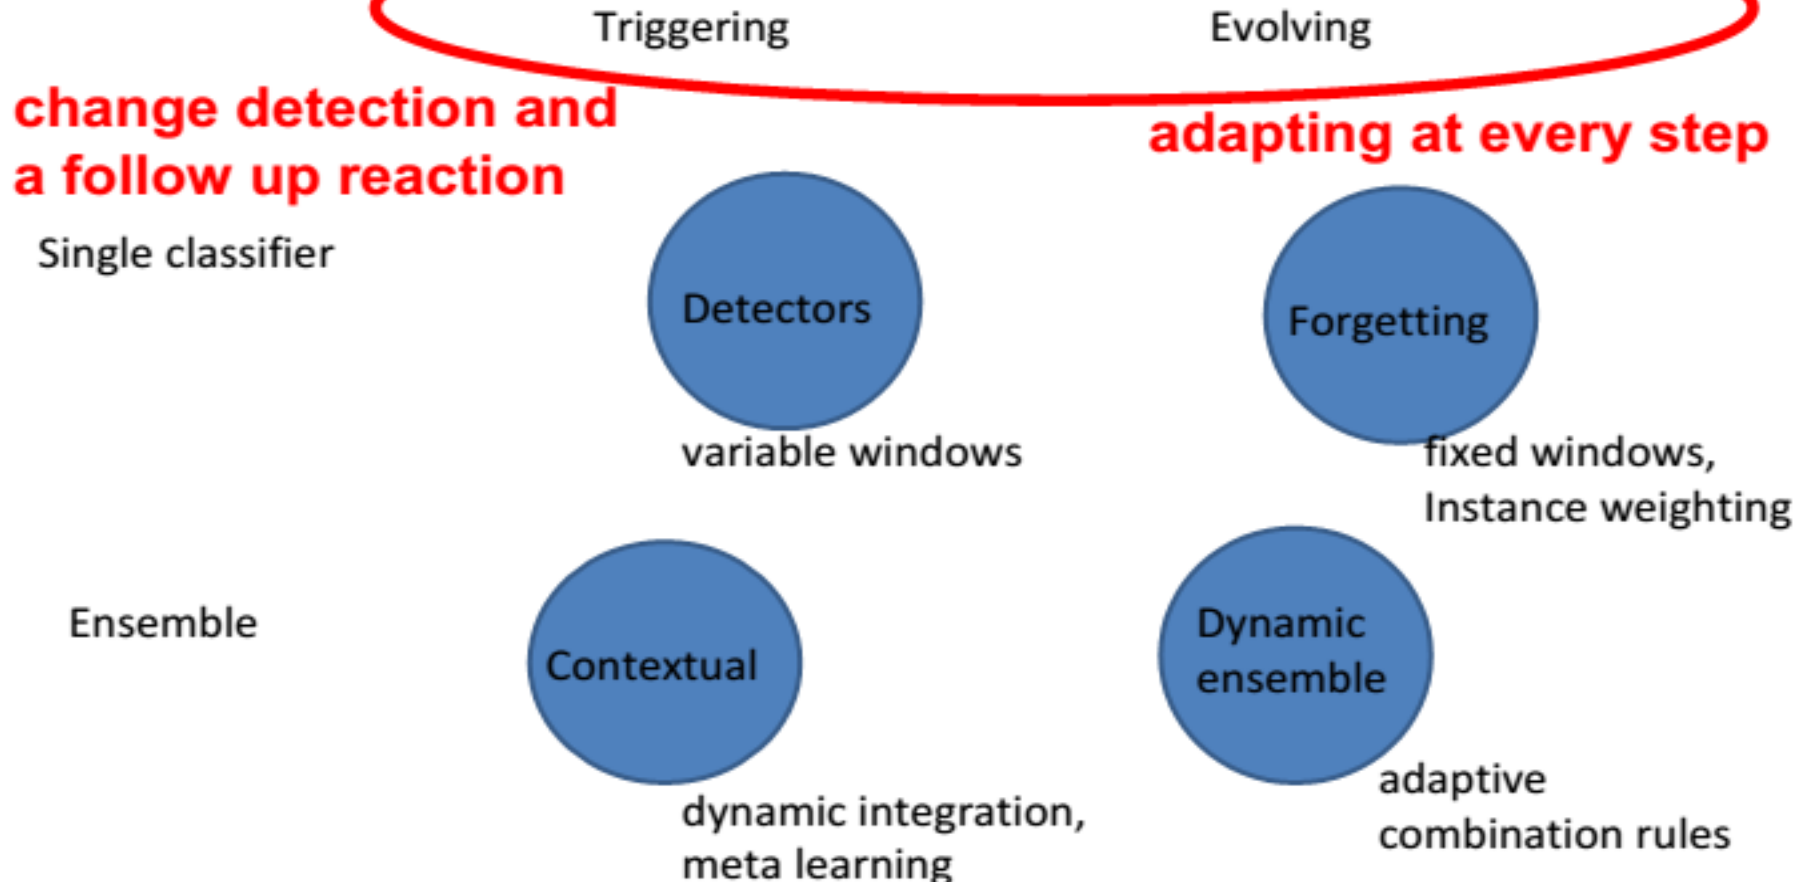 Triggering
Evolving
change detection and
a follow up reaction
adapting at every step
Single classifier
Detectors
Forgetting
variable windows
fixed windows,
Instance weighting
Ensemble
Contextual
Dynamic
ensemble
dynamic integration,
meta learning
adaptive
combination rules